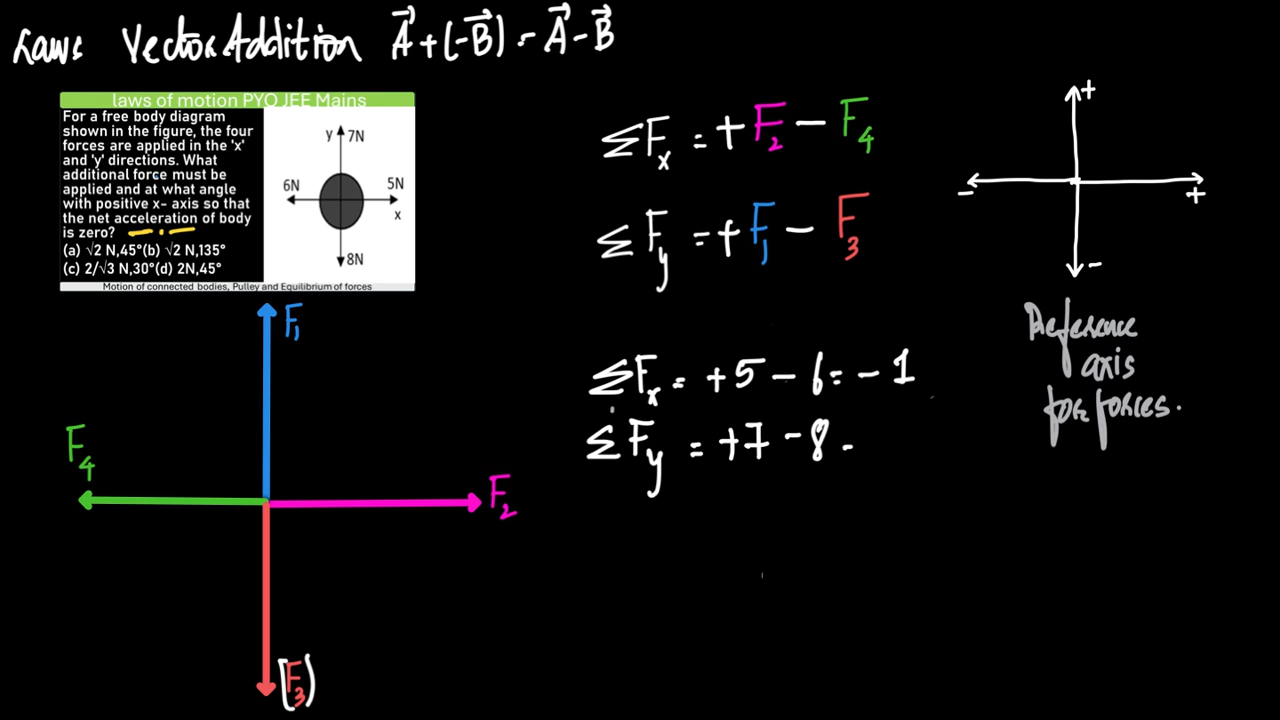 Laws Vector Addition A⃗+(-B⃗)=A⃗-B⃗
laws of motion PYQ JEE Mains
For a free body diagram
shown in the figure, the four
forces are applied in the 'x'
and 'y' directions. What
additional force must be
applied and at what angle
with positive x- axis so that
the net acceleration of body
is zero?
(a) √2 N,45°(b) √2 N,135°
(c) 2/√3 N,30°(d) 2N,45°
y 7N
6N 5N
x
8N
Motion of connected bodies, Pulley and Equilibrium of forces
ΣFx = +F2 - F4
ΣFy = +F1 - F3
+
- +
-
Reference
axis
for forces.
ΣFx = +5 - 6 = -1
ΣFy = +7 - 8 -
F1
F4
F2
[F3)